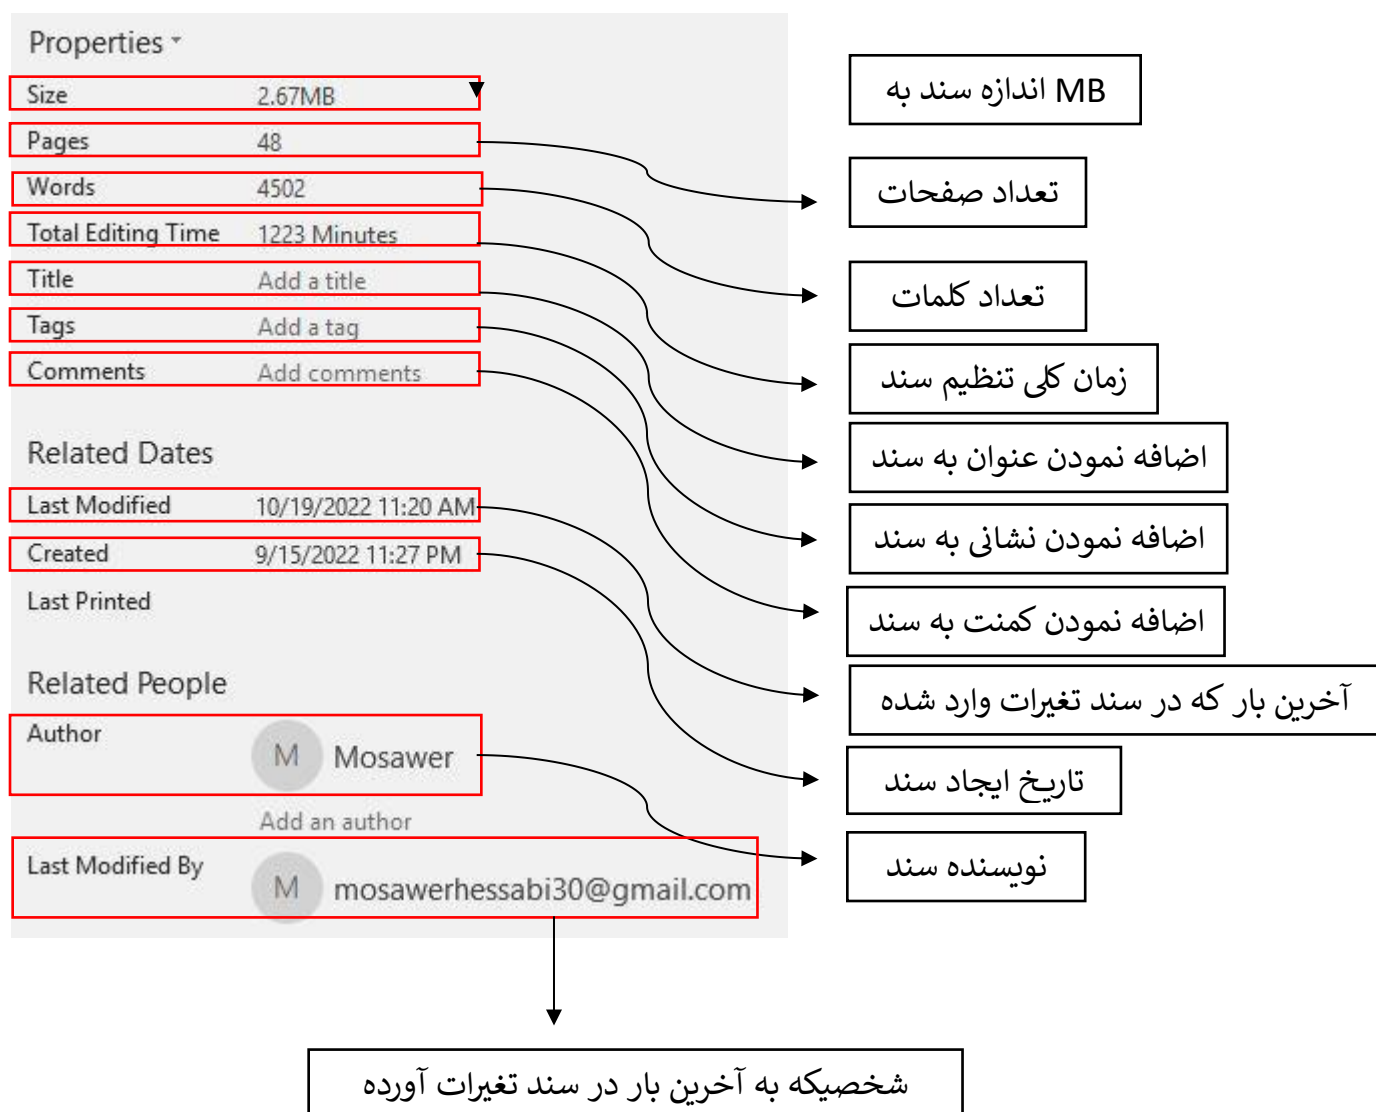 Properties
Size 2.67MB
Pages 48
Words 4502
Total Editing Time 1223 Minutes
Title Add a title
Tags Add a tag
Comments Add comments
Related Dates
Last Modified 10/19/2022 11:20 AM
Created 9/15/2022 11:27 PM
Last Printed
Related People
Author M Mosawer
Add an author
Last Modified By M mosawerhessabi30@gmail.com
اندازه سند به MB
تعداد صفحات
تعداد کلمات
زمان کلی تنظیم سند
اضافه نمودن عنوان به سند
اضافه نمودن نشانی به سند
اضافه نمودن کمنت به سند
آخرین بار که در سند تغیرات وارد شده
تاریخ ایجاد سند
نویسنده سند
شخصیکه به آخرین بار در سند تغیرات آورده